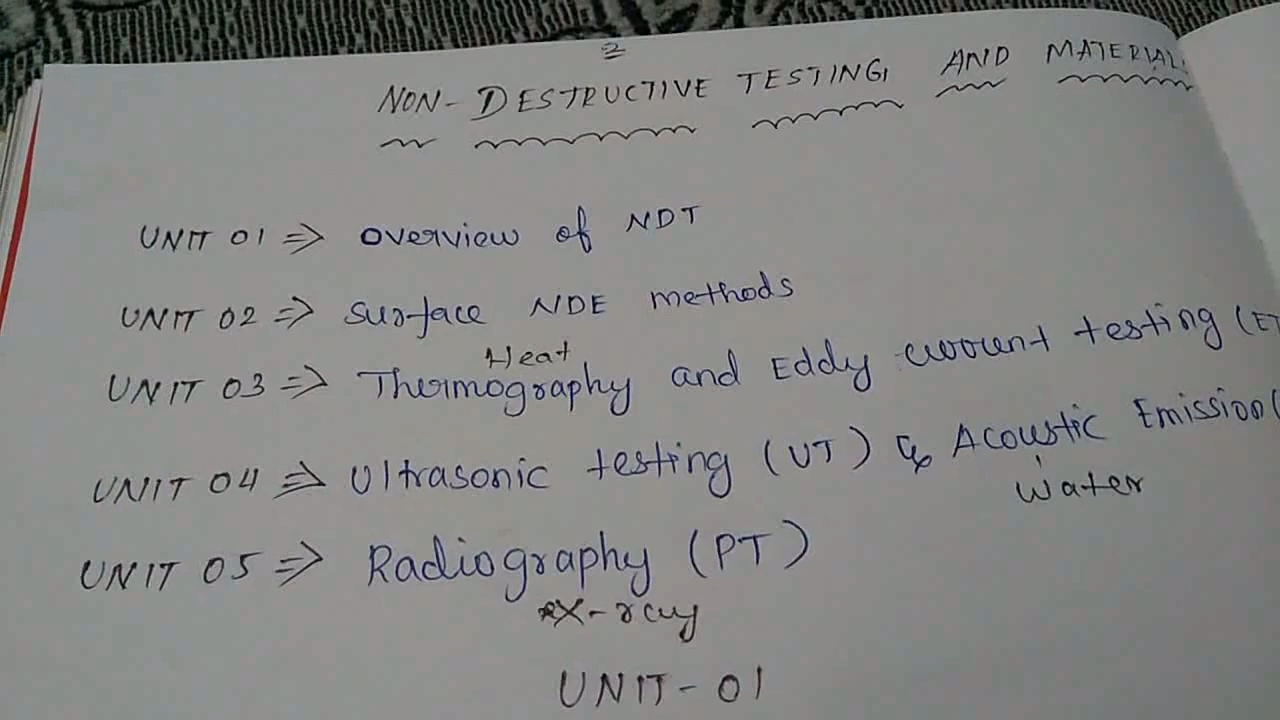 2
NON-DESTRUCTIVE TESTING, AND MATERIAL
UNIT 01 => Overview of NDT
UNIT 02 => Surface NDE methods
Heat
UNIT 03 => Thermography and Eddy current testing (ET
UNIT 04 => Ultrasonic testing (UT) & Acoustic Emission(
Water
UNIT 05 => Radiography (PT)
X-ray
UNIT-01